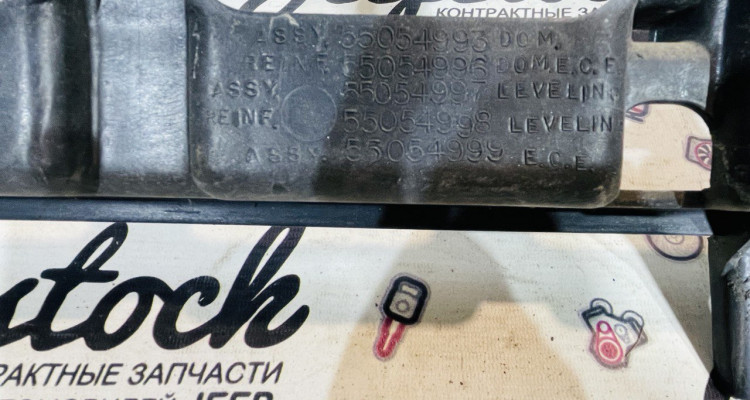 КОНТРАКТНЫЕ ЗА
ASSY. 55054993 DOM.
REINF. 55054996 DOM.E.C.E
ASSY. 55054997 LEVELIN
REINF. 55054998 LEVELIN
ASSY. 55054999 .E.C.E.
utoch
РАКТНЫЕ ЗАПЧАСТИ
JEEP